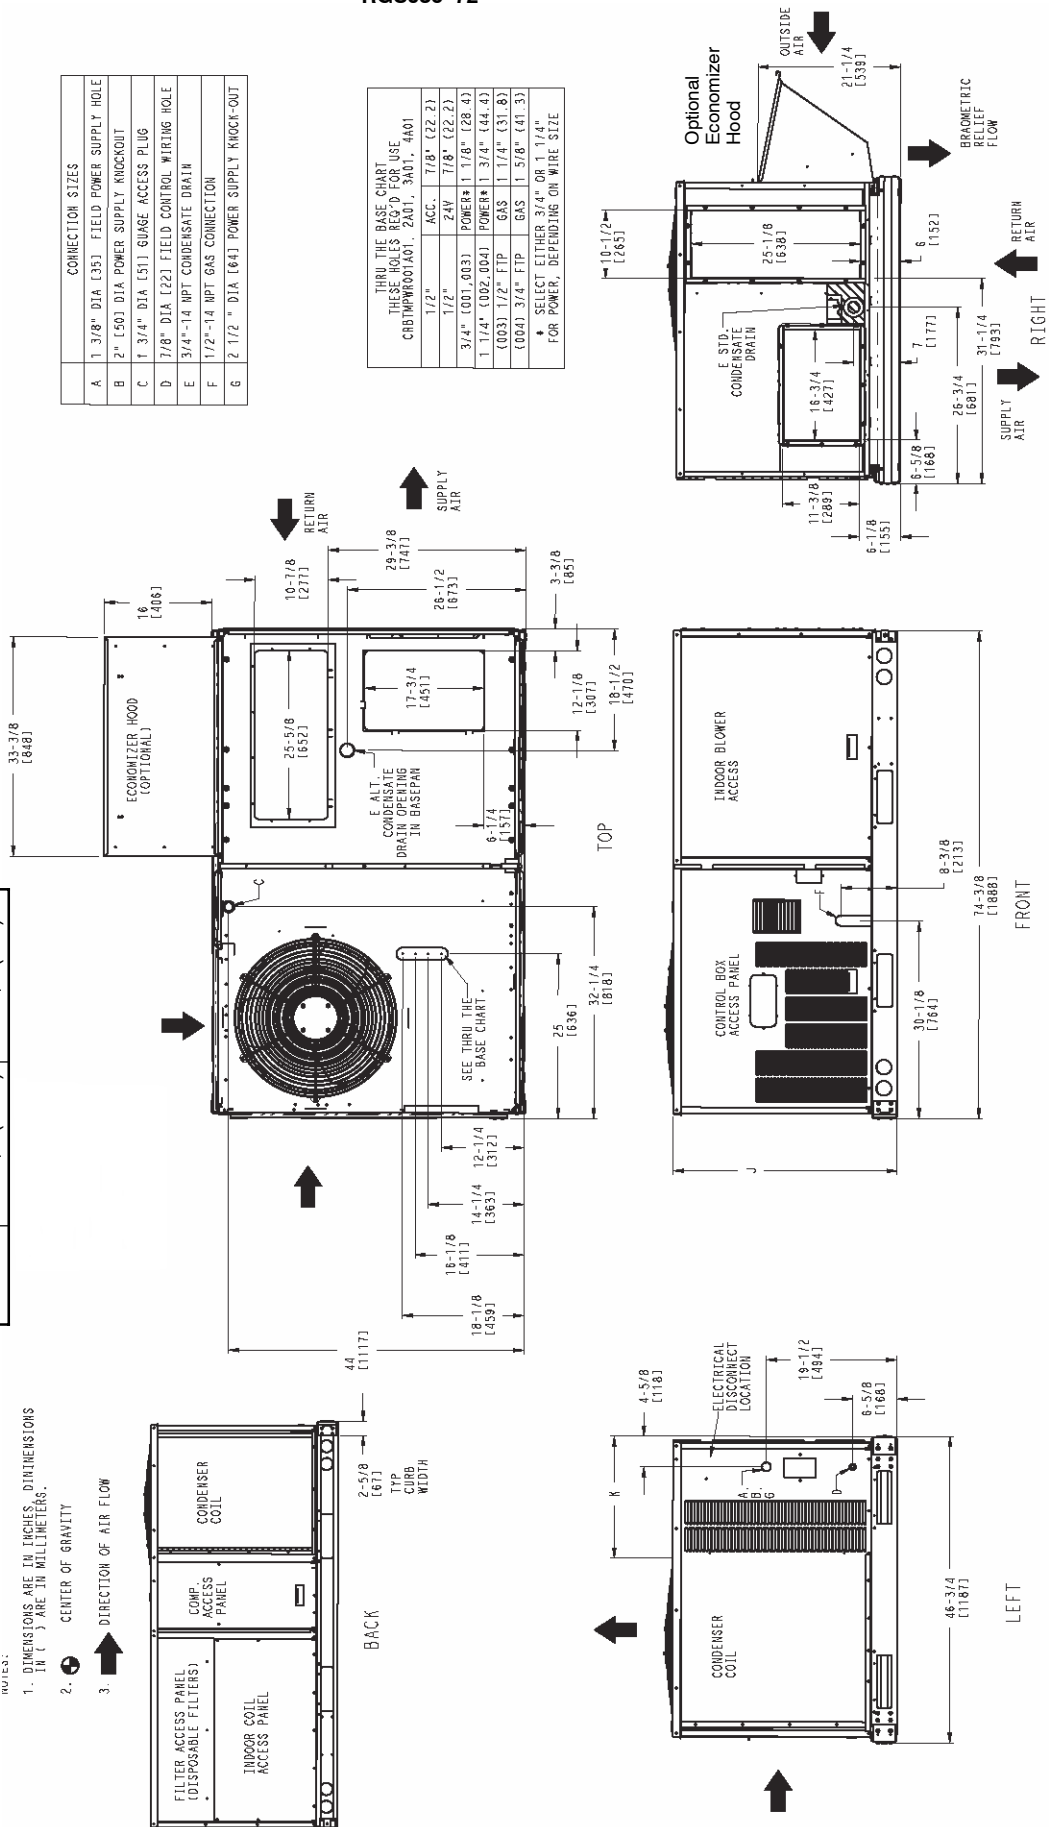 NOTES:
1. DIMENSIONS ARE IN INCHES, DININENSIONS
IN ( ) ARE IN MILLIMETERS.
2. CENTER OF GRAVITY
3. DIRECTION OF AIR FLOW
CONNECTION SIZES
A 1 3/8" DIA [35] FIELD POWER SUPPLY HOLE
B 2" [50] DIA POWER SUPPLY KNOCKOUT
C 1 3/4" DIA [51] GUAGE ACCESS PLUG
D 7/8" DIA [22] FIELD CONTROL WIRING HOLE
E 3/4"-14 NPT CONDENSATE DRAIN
F 1/2"-14 NPT GAS CONNECTION
G 2 1/2 " DIA [64] POWER SUPPLY KNOCK-OUT
THRU THE BASE CHART
THESE HOLES REQ'D FOR USE
CRBTMPWR001A01, 2A01, 3A01, 4A01
1/2" ACC. 7/8" (22.2)
1/2" 24V 7/8" (22.2)
3/4" (001,003) POWER* 1 1/8" (28.4)
1 1/4" (002,004) POWER* 1 3/4" (44.4)
(003) 1/2" FTP GAS 1 1/4" (31.8)
(004) 3/4" FTP GAS 1 5/8" (41.3)
* SELECT EITHER 3/4" OR 1 1/4"
FOR POWER, DEPENDING ON WIRE SIZE
FILTER ACCESS PANEL
(DISPOSABLE FILTERS)
INDOOR COIL
ACCESS PANEL
COMP.
ACCESS
PANEL
CONDENSER
COIL
2-5/8
[67]
TYP
CURB
WIDTH
BACK
33-3/8
[848]
16
[406]
ECONOMIZER HOOD
(OPTIONAL)
C
25-5/8
[652]
10-7/8
[277]
RETURN
AIR
SUPPLY
AIR
29-3/8
[747]
26-1/2
[673]
3-3/8
[85]
17-3/4
[451]
12-1/8
[307]
18-1/2
[470]
E ALT.
CONDENSATE
DRAIN OPENING
IN BASEPAN
6-1/4
[157]
SEE THRU THE
BASE CHART
25
[636]
32-1/4
[818]
12-1/4
[312]
14-1/4
[363]
16-1/8
[411]
18-1/8
[459]
44
[1117]
TOP
Optional
Economizer
Hood
OUTSIDE
AIR
21-1/4
[539]
BRAOMETRIC
RELIEF
FLOW
10-1/2
[265]
25-1/8
[638]
6
[152]
RETURN
AIR
E STD.
CONDENSATE
DRAIN
16-3/4
[427]
7
[177]
31-1/4
[793]
26-3/4
[681]
SUPPLY
AIR
6-5/8
[168]
11-3/8
[289]
6-1/8
[155]
RIGHT
4-5/8
[118]
K
ELECTRICAL
DISCONNECT
LOCATION
19-1/2
[494]
6-5/8
[168]
A,
B,
G
D
CONDENSER
COIL
46-3/4
[1187]
LEFT
J
CONTROL BOX
ACCESS PANEL
INDOOR BLOWER
ACCESS
F
8-3/8
[213]
30-1/8
[764]
74-3/8
[1888]
FRONT